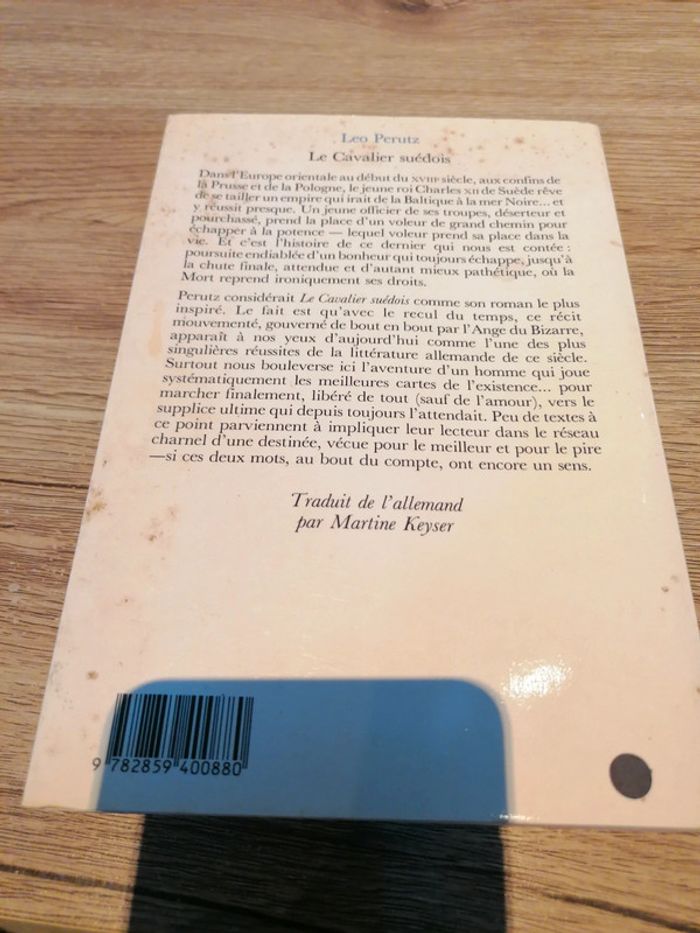 Leo Perutz
Le Cavalier suédois
Dans l'Europe orientale au début du XVIIIe siècle, aux confins de
la Prusse et de la Pologne, le jeune roi Charles XII de Suède rêve
de se tailler un empire qui irait de la Baltique à la mer Noire... et
y réussit presque. Un jeune officier de ses troupes, déserteur et
pourchassé, prend la place d'un voleur de grand chemin pour
échapper à la potence — lequel voleur prend sa place dans la
vie. Et c'est l'histoire de ce dernier qui nous est contée :
poursuite endiablée d'un bonheur qui toujours échappe, jusqu'à
la chute finale, attendue et d'autant mieux pathétique, où la
Mort reprend ironiquement ses droits.
Perutz considérait Le Cavalier suédois comme son roman le plus
inspiré. Le fait est qu'avec le recul du temps, ce récit
mouvementé, gouverné de bout en bout par l'Ange du Bizarre,
apparaît à nos yeux d'aujourd'hui comme l'une des plus
singulières réussites de la littérature allemande de ce siècle.
Surtout nous bouleverse ici l'aventure d'un homme qui joue
systématiquement les meilleures cartes de l'existence... pour
marcher finalement, libéré de tout (sauf de l'amour), vers le
supplice ultime qui depuis toujours l'attendait. Peu de textes à
ce point parviennent à impliquer leur lecteur dans le réseau
charnel d'une destinée, vécue pour le meilleur et pour le pire
—si ces deux mots, au bout du compte, ont encore un sens.
Traduit de l'allemand
par Martine Keyser
9 782859 400880